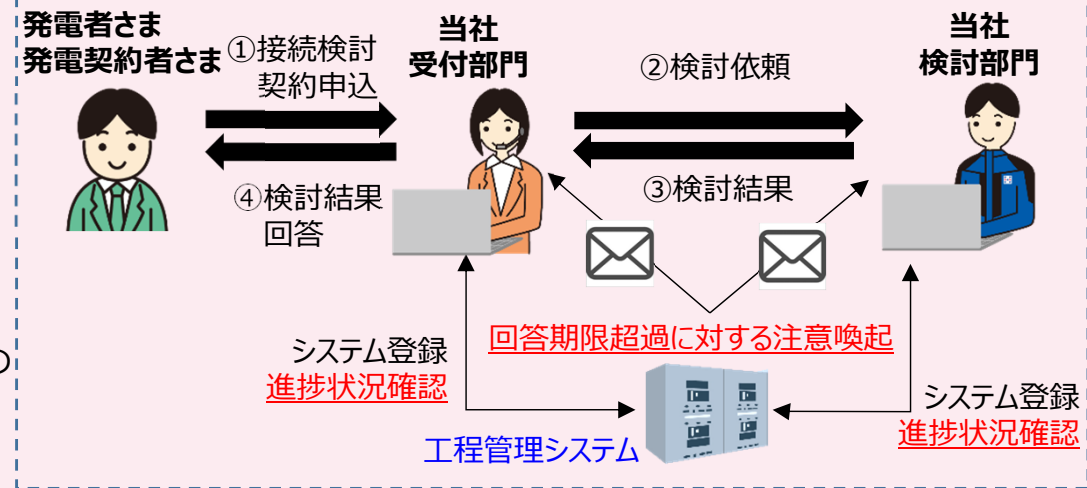 発電者さま
発電契約者さま
①接続検討
契約申込
当社
受付部門
②検討依頼
当社
検討部門
④検討結果
回答
③検討結果
回答期限超過に対する注意喚起
の
システム登録
進捗状況確認
工程管理システム
システム登録
進捗状況確認